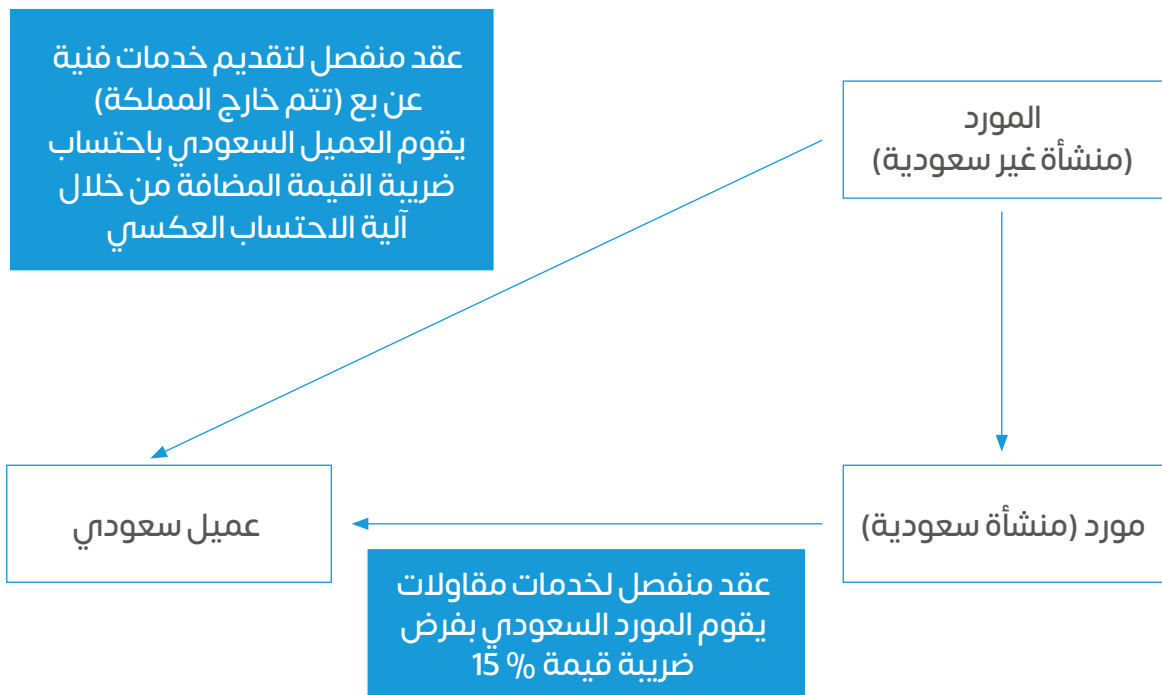 عقد منفصل لتقديم خدمات فنية
عن بع (تتم خارج المملكة)
يقوم العميل السعودي باحتساب
ضريبة القيمة المضافة من خلال
آلية الاحتساب العكسي
المورد
(منشأة غير سعودية)
مورد (منشأة سعودية)
عميل سعودي
عقد منفصل لخدمات مقاولات
يقوم المورد السعودي بفرض
ضريبة قيمة % 15